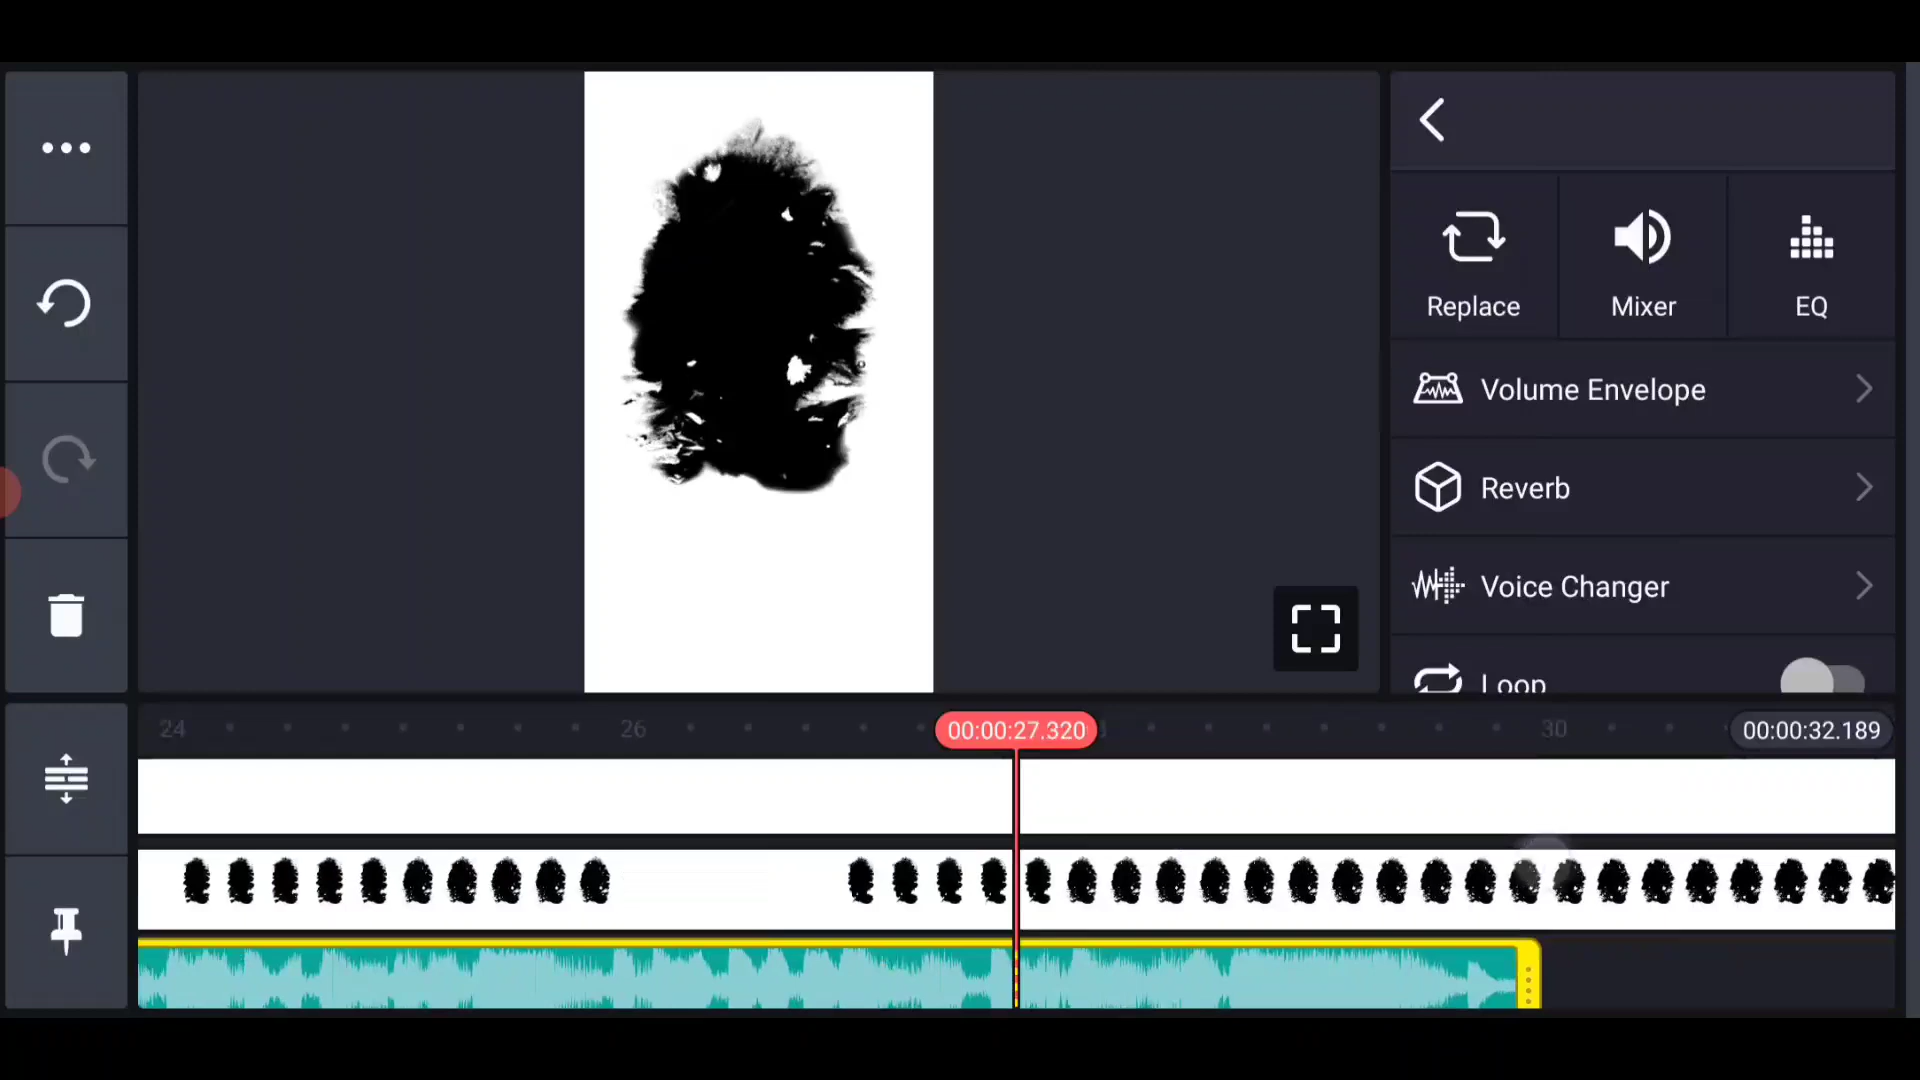 Replace
Mixer
EQ
Volume Envelope
Reverb
Voice Changer
Loop
24
26
00:00:27.320
30
00:00:32.189